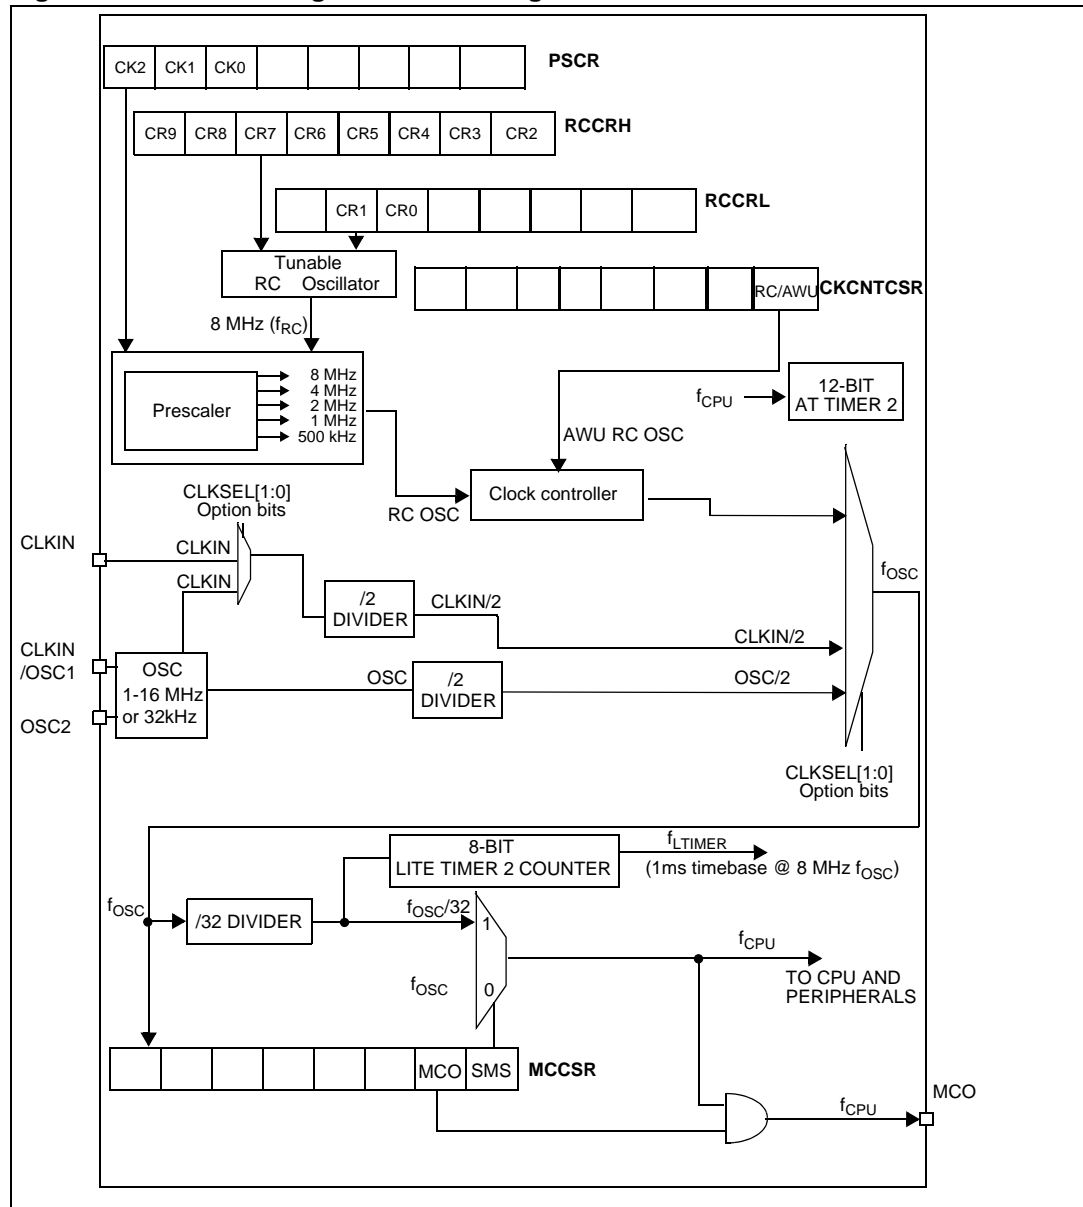 CK2 CK1 CK0 PSCR
CR9 CR8 CR7 CR6 CR5 CR4 CR3 CR2 RCCRH
CR1 CR0 RCCRL
Tunable
RC Oscillator
RC/AWU CKCNTCSR
8 MHz (fRC)
Prescaler
8 MHz
4 MHz
2 MHz
1 MHz
500 kHz
fCPU
12-BIT
AT TIMER 2
AWU RC OSC
RC OSC
Clock controller
CLKSEL[1:0]
Option bits
CLKIN
CLKIN
CLKIN
/2
DIVIDER
CLKIN/2
CLKIN/2
fOSC
CLKIN
/OSC1
OSC2
OSC
1-16 MHz
or 32kHz
OSC
/2
DIVIDER
OSC/2
CLKSEL[1:0]
Option bits
8-BIT
LITE TIMER 2 COUNTER
fLTIMER
(1ms timebase @ 8 MHz fOSC)
fOSC
/32 DIVIDER
fOSC/32
1
fOSC
0
fCPU
TO CPU AND
PERIPHERALS
MCO SMS MCCSR
fCPU
MCO